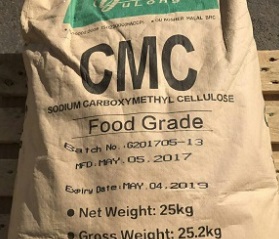 YULONG
CMC
SODIUM CARBOXYMETHYL CELLULOSE
Food Grade
Batch No.:G201705-13
MFD:MAY.05.2017
Expiry Date:MAY.04.2019
• Net Weight: 25kg
• Gross Weight: 25.2kg